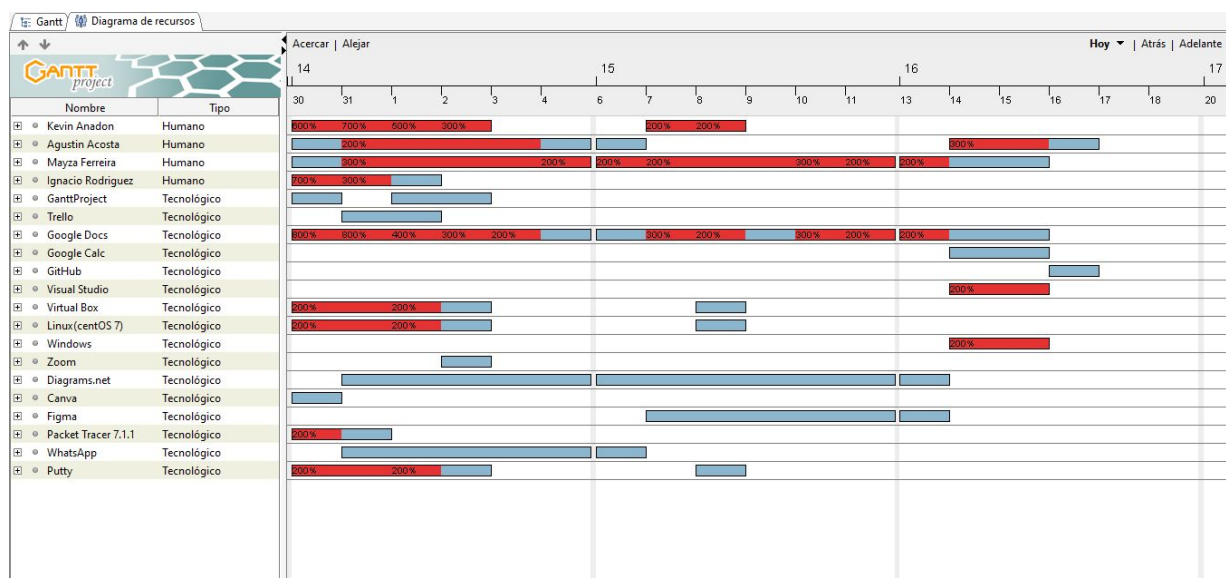 Gantt Diagrama de recursos
Acercar | Alejar Hoy | Atrás | Adelante
GANTT project
14 15 16 17
Nombre Tipo
30 31 1 2 3 4 6 7 8 9 10 11 13 14 15 16 17 18 20
Kevin Anadon Humano 600% 700% 500% 300% 200% 200%
Agustin Acosta Humano 200% 300%
Mayza Ferreira Humano 300% 200% 200% 200% 300% 200% 200%
Ignacio Rodriguez Humano 700% 300%
GanttProject Tecnológico
Trello Tecnológico
Google Docs Tecnológico 800% 800% 400% 300% 200% 300% 200% 300% 200% 200%
Google Calc Tecnológico
GitHub Tecnológico
Visual Studio Tecnológico 200%
Virtual Box Tecnológico 200% 200%
Linux(centOS 7) Tecnológico 200% 200%
Windows Tecnológico 200%
Zoom Tecnológico
Diagrams.net Tecnológico
Canva Tecnológico
Figma Tecnológico
Packet Tracer 7.1.1 Tecnológico 200%
WhatsApp Tecnológico
Putty Tecnológico 200% 200%